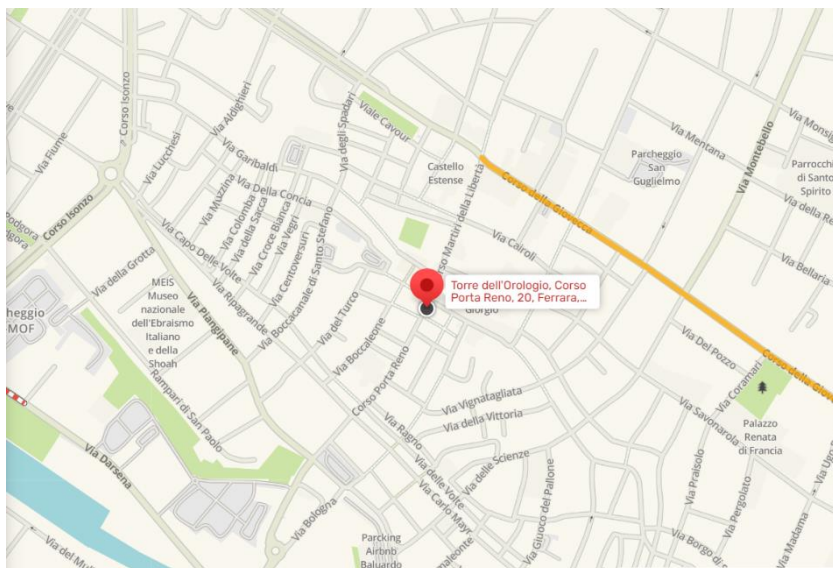 Corso Isonzo
Via Aldighieri
Via degli Spadari
Viale Cavour
Via Fiume
Via Lucchesi
Via Garibaldi
Castello
Estense
Corso della Giovecca
Via Mentana
Via Montebello
Parcheggio
San
Guglielmo
Parrocc
di Santo
Spirito
Via Muzzina
Via Della Concia
Via Colomba
Via della Sacca
Via Croce Bianca
Via Vegri
Via Centoversuri
Via Boccacanale di Santo Stefano
Corso Martiri della Libertà
Via Cairoli
Via della Re
Via Bellaria
Podgora
Corso Isonzo
Via Capo Delle Volte
Via Ripagrande
Via della Grotta
Via Piangipane
MEIS
Museo
nazionale
dell'Ebraismo
Italiano
e della
Shoah
cheggio
MOF
Torre dell'Orologio, Corso
Porta Reno, 20, Ferrara,...
Giorgio
Via del Turco
Via Boccaleone
Corso Porta Reno
Via Del Pozzo
Corso della Giov
Via Coramari
Rampari di San Paolo
Via Vignatagliata
Via della Vittoria
Via Savonarola
Palazzo
Renata
di Francia
Via Ragno
Via delle Volte
Via delle Scienze
Via Darsena
Via Bologna
Via Carlo Mayr
Via Giuoco del Pallone
Via Praisolo
Via Pergolato
Via Madama
Via Ugo
Via Borgo di s
Parcking
Airbnb
Baluardo
Via del Mu